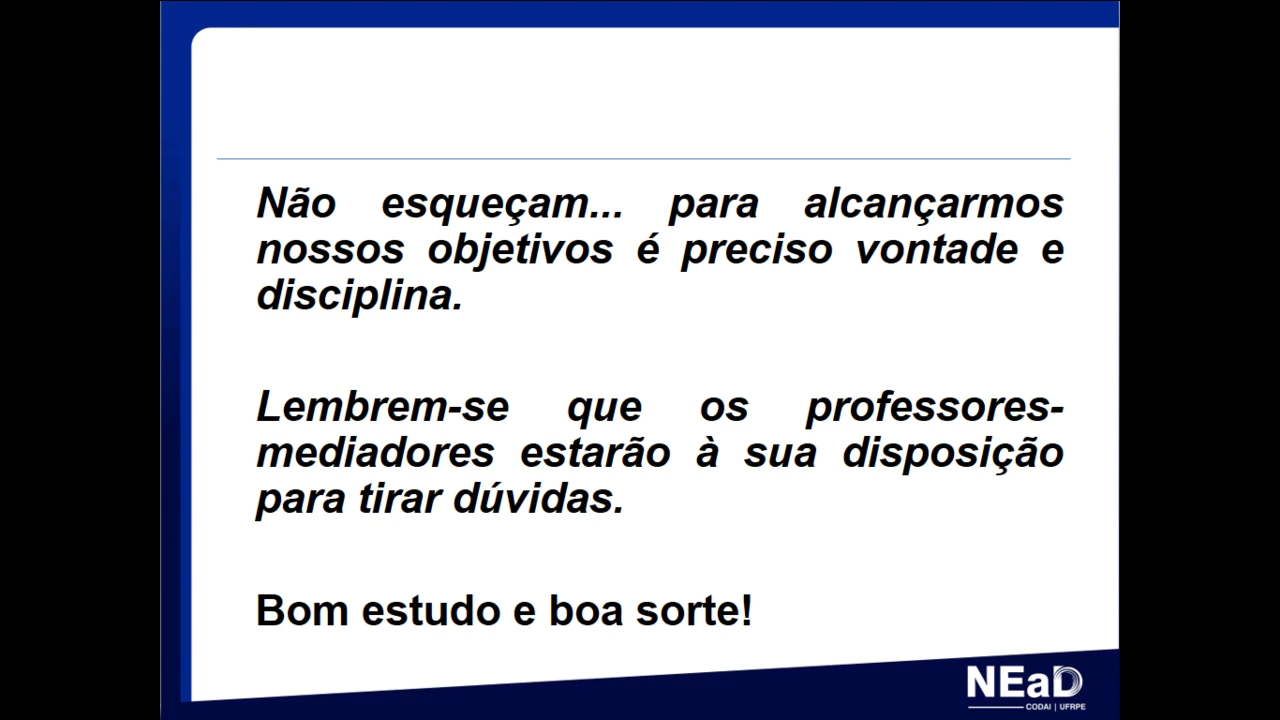 Não esqueçam... para alcançarmos
nossos objetivos é preciso vontade e
disciplina.
Lembrem-se que os professores-
mediadores estarão à sua disposição
para tirar dúvidas.
Bom estudo e boa sorte!
NEaD
CODAI | UFRPE